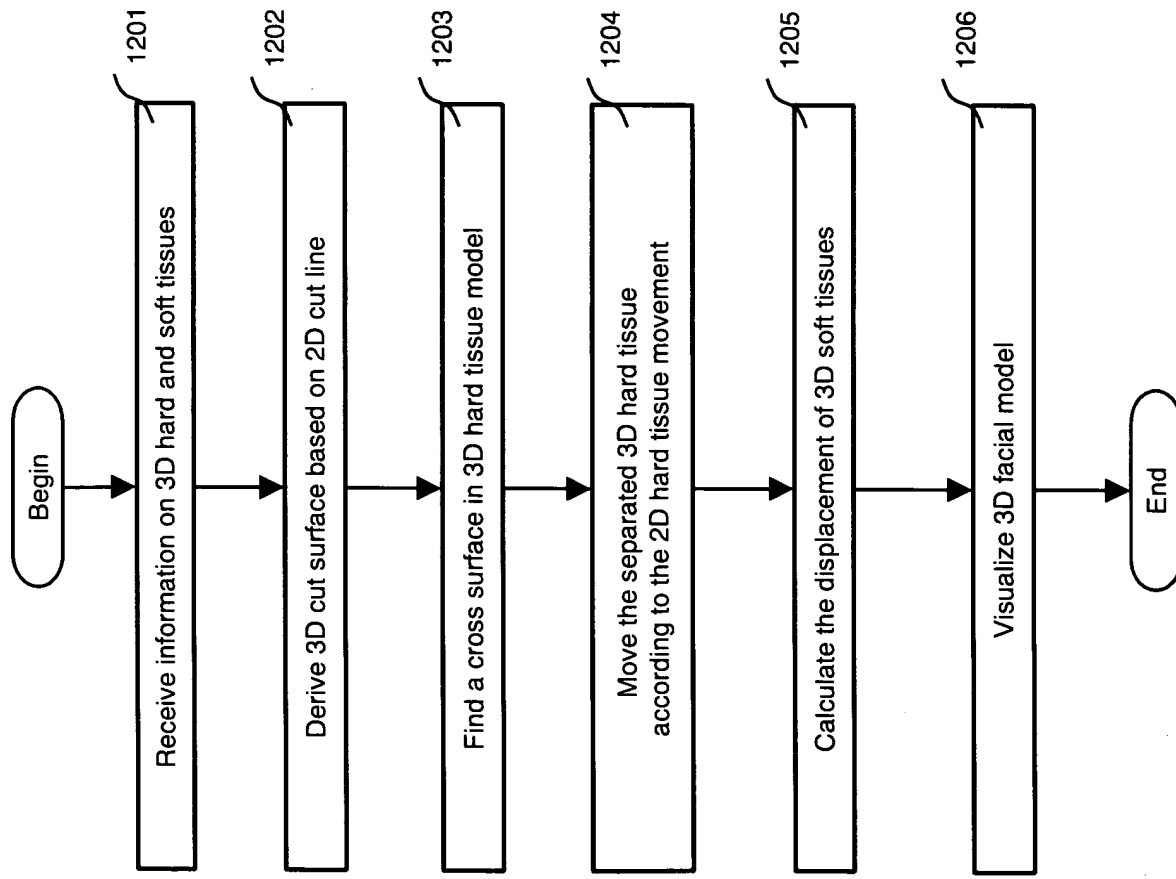 Begin
1201
Receive information on 3D hard and soft tissues
1202
Derive 3D cut surface based on 2D cut line
1203
Find a cross surface in 3D hard tissue model
1204
Move the separated 3D hard tissue
according to the 2D hard tissue movement
1205
Calculate the displacement of 3D soft tissues
1206
Visualize 3D facial model
End